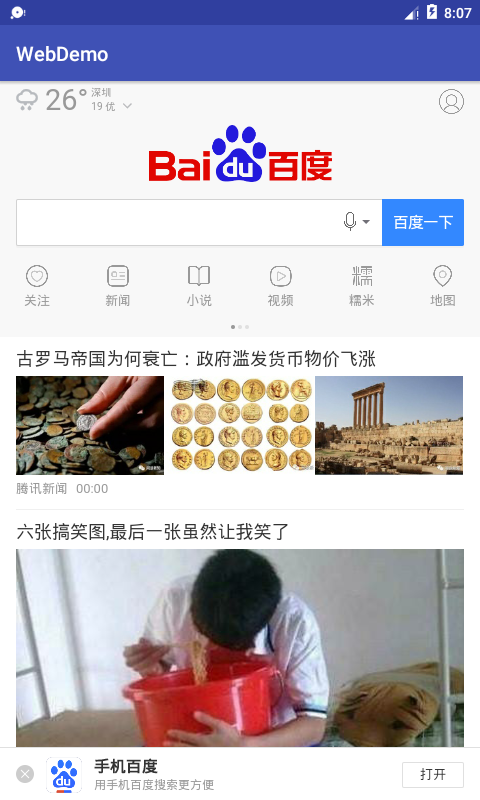 8:07
WebDemo
26°
深圳
19 优
Bai du 百度
百度一下
关注 新闻 小说 视频 糯米 地图
古罗马帝国为何衰亡：政府滥发货币物价飞涨
腾讯新闻 00:00
六张搞笑图,最后一张虽然让我笑了
du
手机百度
用手机百度搜索更方便
打开